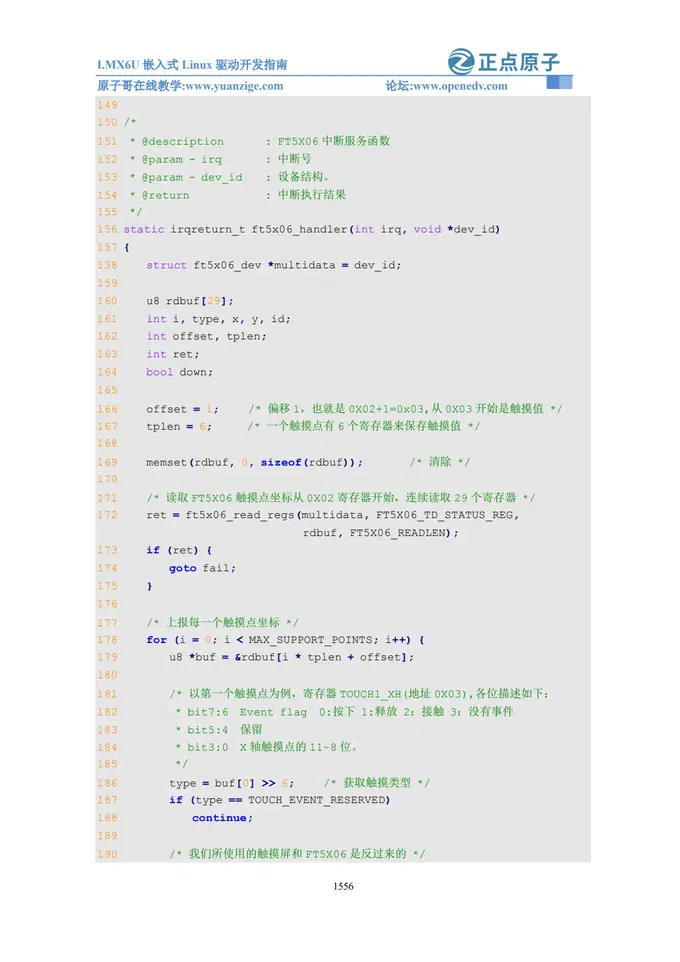 I.MX6U 嵌入式 Linux 驱动开发指南
正点原子
原子哥在线教学:www.yuanzige.com 论坛:www.openedv.com
149
150 /*
151 * @description : FT5X06 中断服务函数
152 * @param - irq : 中断号
153 * @param - dev_id : 设备结构。
154 * @return : 中断执行结果
155 */
156 static irqreturn_t ft5x06_handler(int irq, void *dev_id)
157 {
158 struct ft5x06_dev *multidata = dev_id;
159
160 u8 rdbuf[29];
161 int i, type, x, y, id;
162 int offset, tplen;
163 int ret;
164 bool down;
165
166 offset = 1; /* 偏移 1，也就是 0X02+1=0x03,从 0X03 开始是触摸值 */
167 tplen = 6; /* 一个触摸点有 6 个寄存器来保存触摸值 */
168
169 memset(rdbuf, 0, sizeof(rdbuf)); /* 清除 */
170
171 /* 读取 FT5X06 触摸点坐标从 0X02 寄存器开始，连续读取 29 个寄存器 */
172 ret = ft5x06_read_regs(multidata, FT5X06_TD_STATUS_REG,
rdbuf, FT5X06_READLEN);
173 if (ret) {
174 goto fail;
175 }
176
177 /* 上报每一个触摸点坐标 */
178 for (i = 0; i < MAX_SUPPORT_POINTS; i++) {
179 u8 *buf = &rdbuf[i * tplen + offset];
180
181 /* 以第一个触摸点为例，寄存器 TOUCH1_XH(地址 0X03),各位描述如下：
182 * bit7:6 Event flag 0:按下 1:释放 2：接触 3：没有事件
183 * bit5:4 保留
184 * bit3:0 X 轴触摸点的 11~8 位。
185 */
186 type = buf[0] >> 6; /* 获取触摸类型 */
187 if (type == TOUCH_EVENT_RESERVED)
188 continue;
189
190 /* 我们所使用的触摸屏和 FT5X06 是反过来的 */
1556